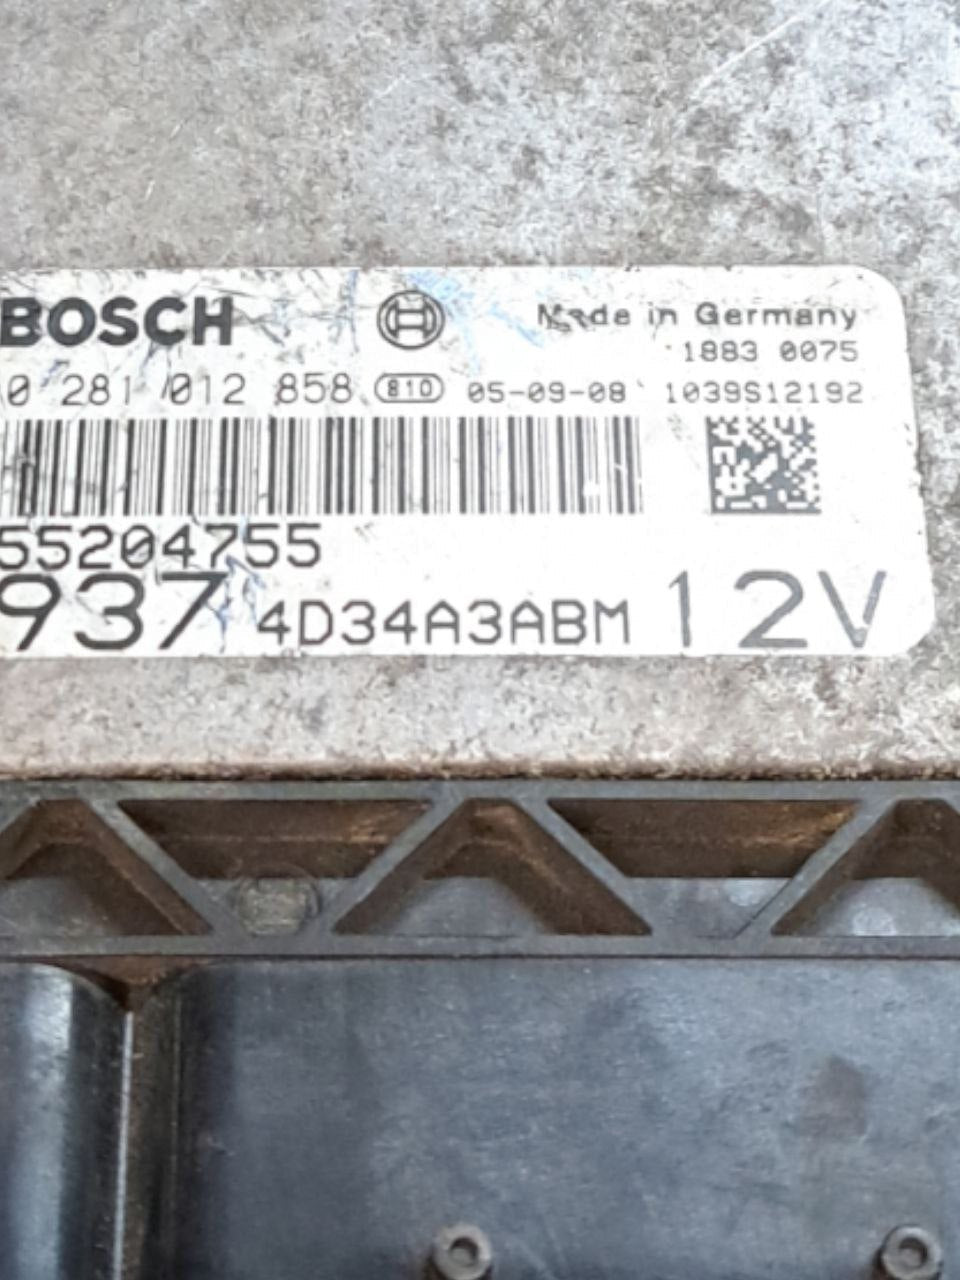 BOSCH Made in Germany
1883 0075
0 281 012 858 810 05-09-08 1039S12192
55204755
937 4D34A3ABM 12V